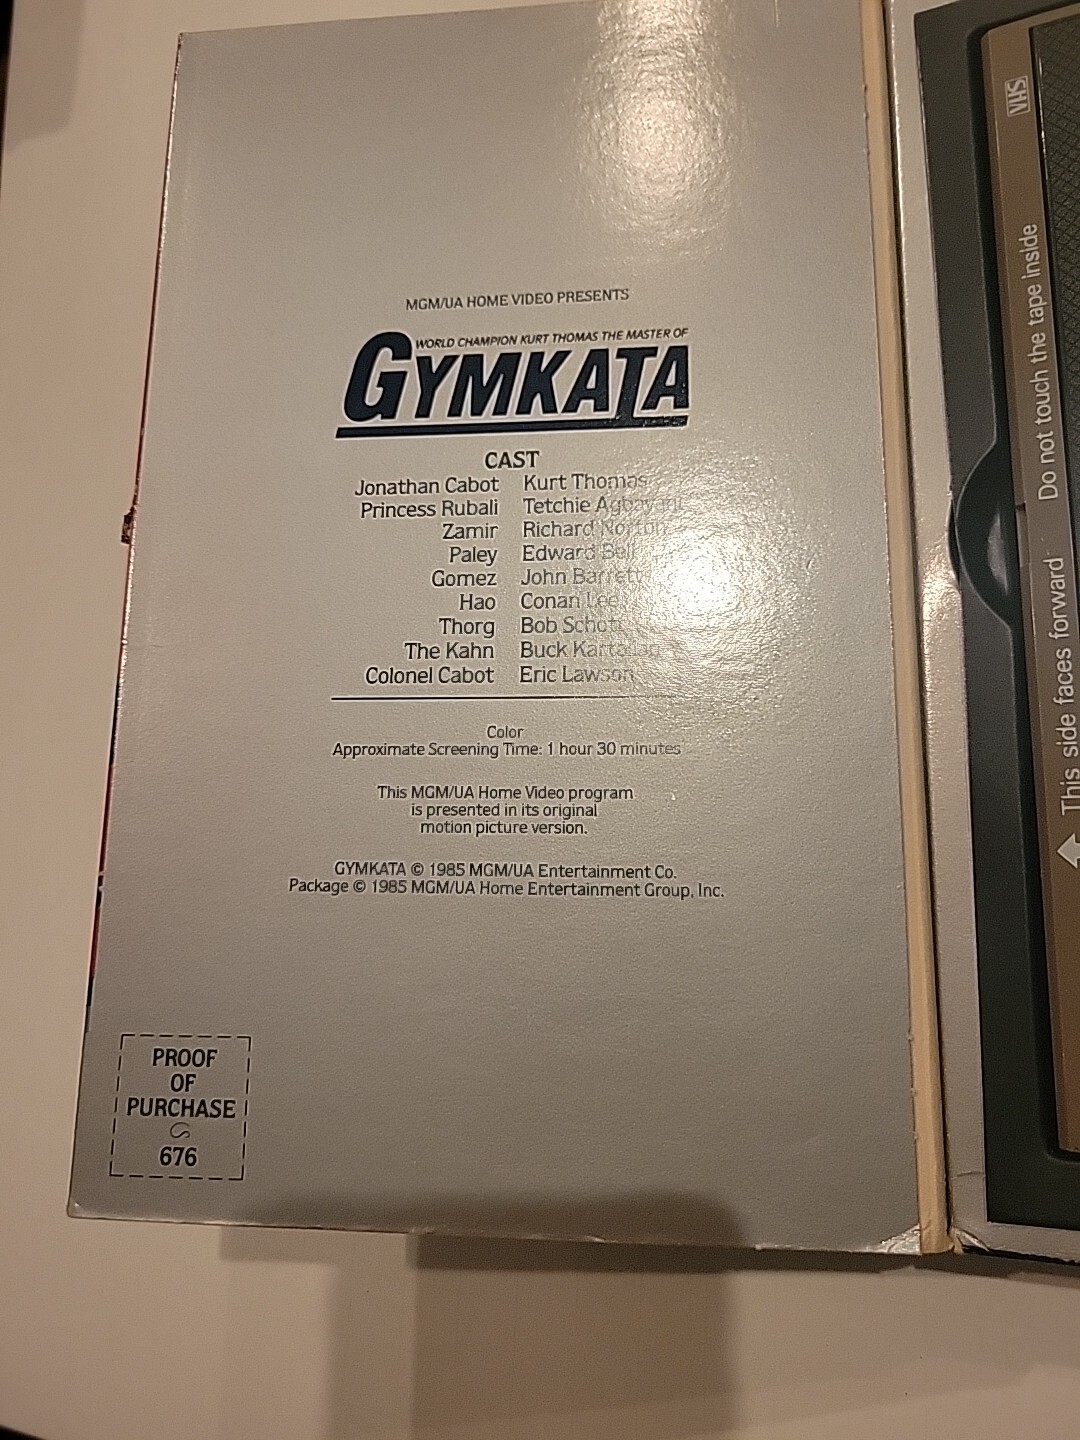 MGM/UA HOME VIDEO PRESENTS
WORLD CHAMPION KURT THOMAS THE MASTER OF
GYMKATA
CAST
Jonathan Cabot Kurt Thomas
Princess Rubali Tetchie Agbayani
Zamir Richard Norton
Paley Edward Bell
Gomez John Barrett
Hao Conan Lee
Thorg Bob Schott
The Kahn Buck Kartalian
Colonel Cabot Eric Lawson
Color
Approximate Screening Time: 1 hour 30 minutes
This MGM/UA Home Video program
is presented in its original
motion picture version.
GYMKATA © 1985 MGM/UA Entertainment Co.
Package © 1985 MGM/UA Home Entertainment Group, Inc.
PROOF
OF
PURCHASE
676
VHS
Do not touch the tape inside
This side faces forward